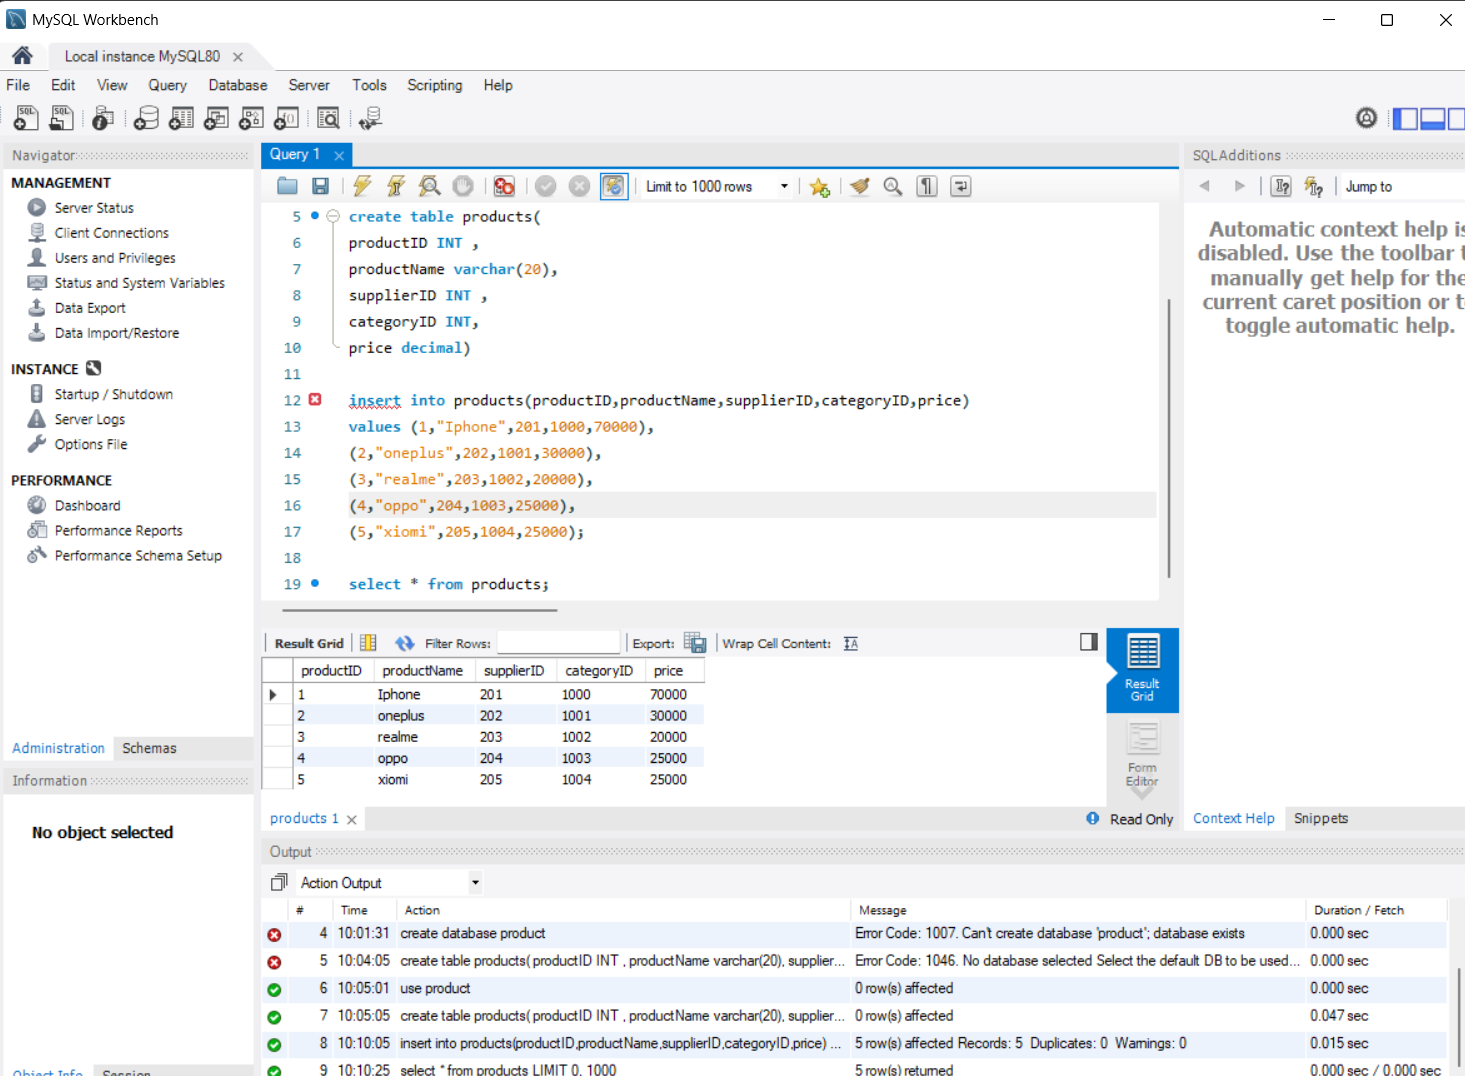 MySQL Workbench
Local instance MySQL80
File Edit View Query Database Server Tools Scripting Help
Navigator
MANAGEMENT
Server Status
Client Connections
Users and Privileges
Status and System Variables
Data Export
Data Import/Restore
INSTANCE
Startup / Shutdown
Server Logs
Options File
PERFORMANCE
Dashboard
Performance Reports
Performance Schema Setup
Administration Schemas
Information
No object selected
Object Info Session
Query 1
Limit to 1000 rows
5 create table products(
6 productID INT ,
7 productName varchar(20),
8 supplierID INT ,
9 categoryID INT,
10 price decimal)
11
12 insert into products(productID,productName,supplierID,categoryID,price)
13 values (1,"Iphone",201,1000,70000),
14 (2,"oneplus",202,1001,30000),
15 (3,"realme",203,1002,20000),
16 (4,"oppo",204,1003,25000),
17 (5,"xiomi",205,1004,25000);
18
19 select * from products;
Result Grid Filter Rows: Export: Wrap Cell Content:
productID productName supplierID categoryID price
1 Iphone 201 1000 70000
2 oneplus 202 1001 30000
3 realme 203 1002 20000
4 oppo 204 1003 25000
5 xiomi 205 1004 25000
Result
Grid
Form
Editor
products 1
Read Only
SQLAdditions
Jump to
Automatic context help is
disabled. Use the toolbar t
manually get help for the
current caret position or t
toggle automatic help.
Context Help Snippets
Output
Action Output
# Time Action Message Duration / Fetch
4 10:01:31 create database product Error Code: 1007. Can't create database 'product'; database exists 0.000 sec
5 10:04:05 create table products( productID INT , productName varchar(20), supplier... Error Code: 1046. No database selected Select the default DB to be used... 0.000 sec
6 10:05:01 use product 0 row(s) affected 0.000 sec
7 10:05:05 create table products( productID INT , productName varchar(20), supplier... 0 row(s) affected 0.047 sec
8 10:10:05 insert into products(productID,productName,supplierID,categoryID,price) ... 5 row(s) affected Records: 5 Duplicates: 0 Warnings: 0 0.015 sec
9 10:10:25 select * from products LIMIT 0, 1000 5 row(s) returned 0.000 sec / 0.000 sec